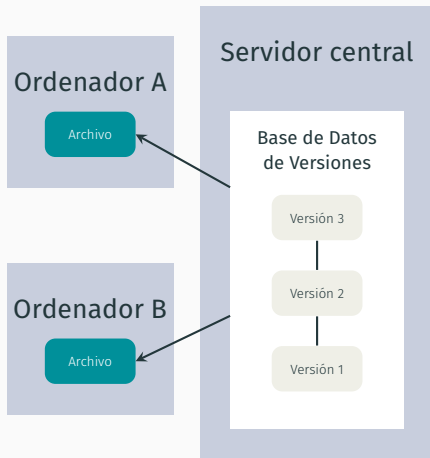 Ordenador A
Archivo
Ordenador B
Archivo
Servidor central
Base de Datos
de Versiones
Versión 3
Versión 2
Versión 1